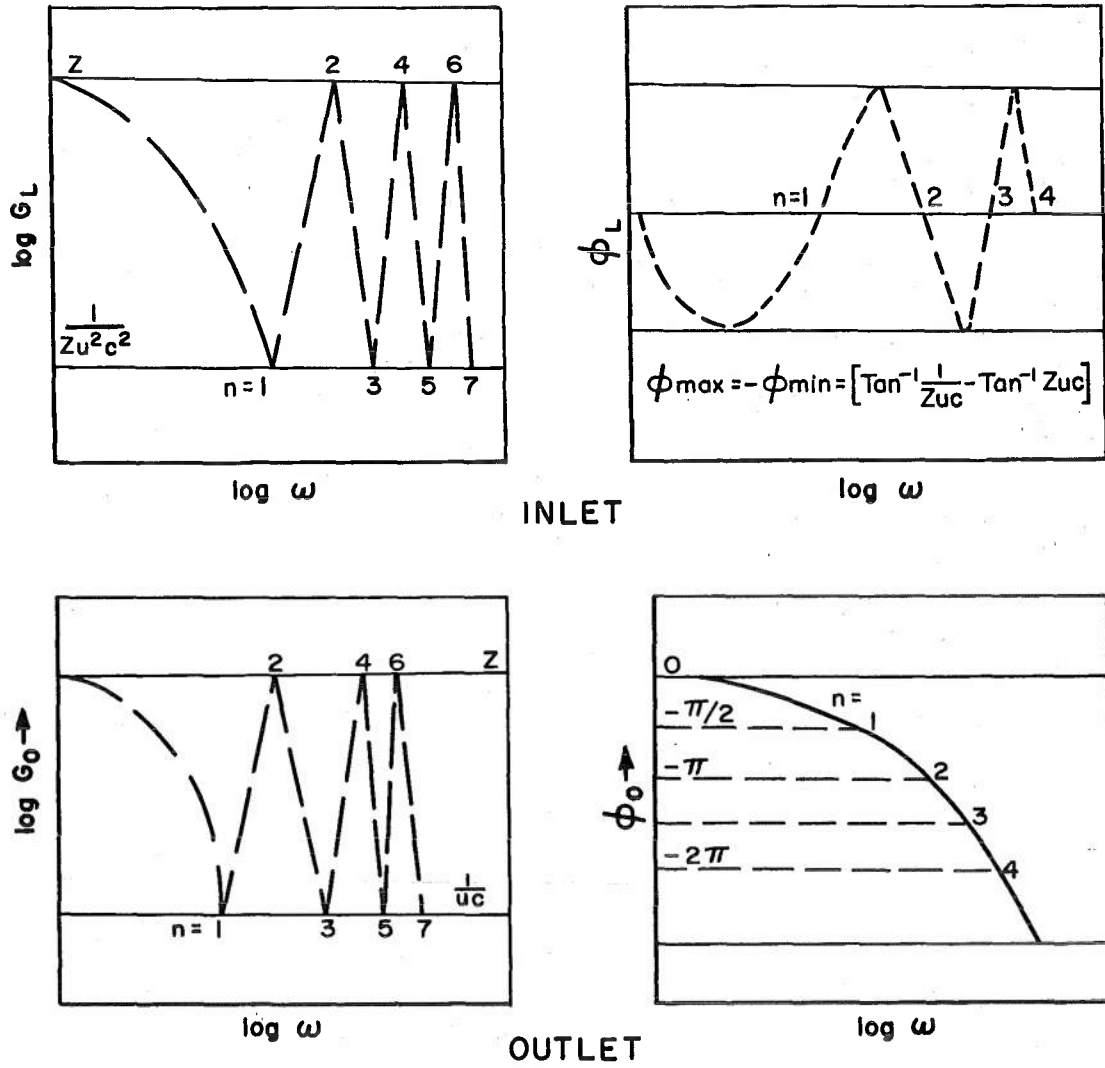 Z 2 4 6
log G_L
1/(Zu²c²)
n=1 3 5 7
log ω
n=1 2 3 4
ϕ_L
ϕmax=-ϕmin=[Tan⁻¹ 1/(Zuc) - Tan⁻¹ Zuc]
log ω
INLET
2 4 6 Z
log G_O→
1/(uc)
n= 1 3 5 7
log ω
O
n=
-π/2 1
-π 2
ϕ_O→
3
-2π 4
log ω
OUTLET